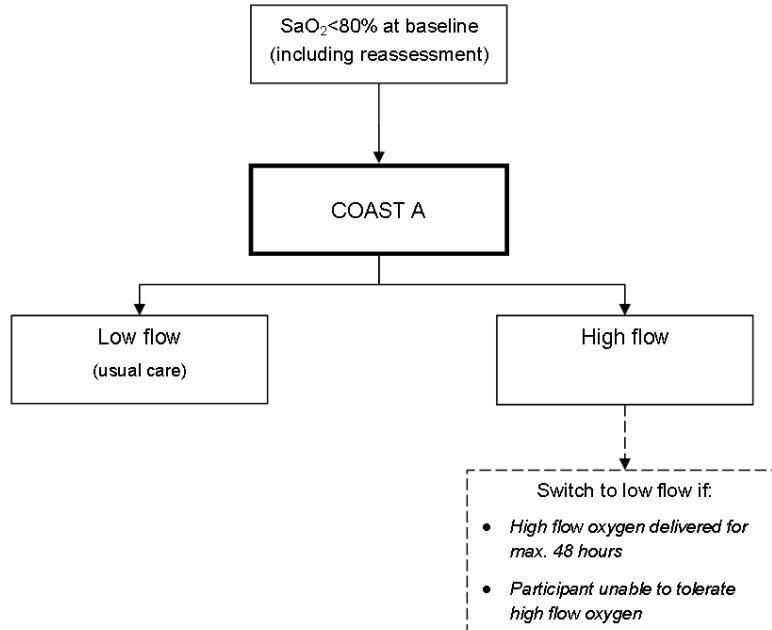 SaO₂<80% at baseline
(including reassessment)
COAST A
Low flow
(usual care)
High flow
Switch to low flow if:
● High flow oxygen delivered for
max. 48 hours
● Participant unable to tolerate
high flow oxygen